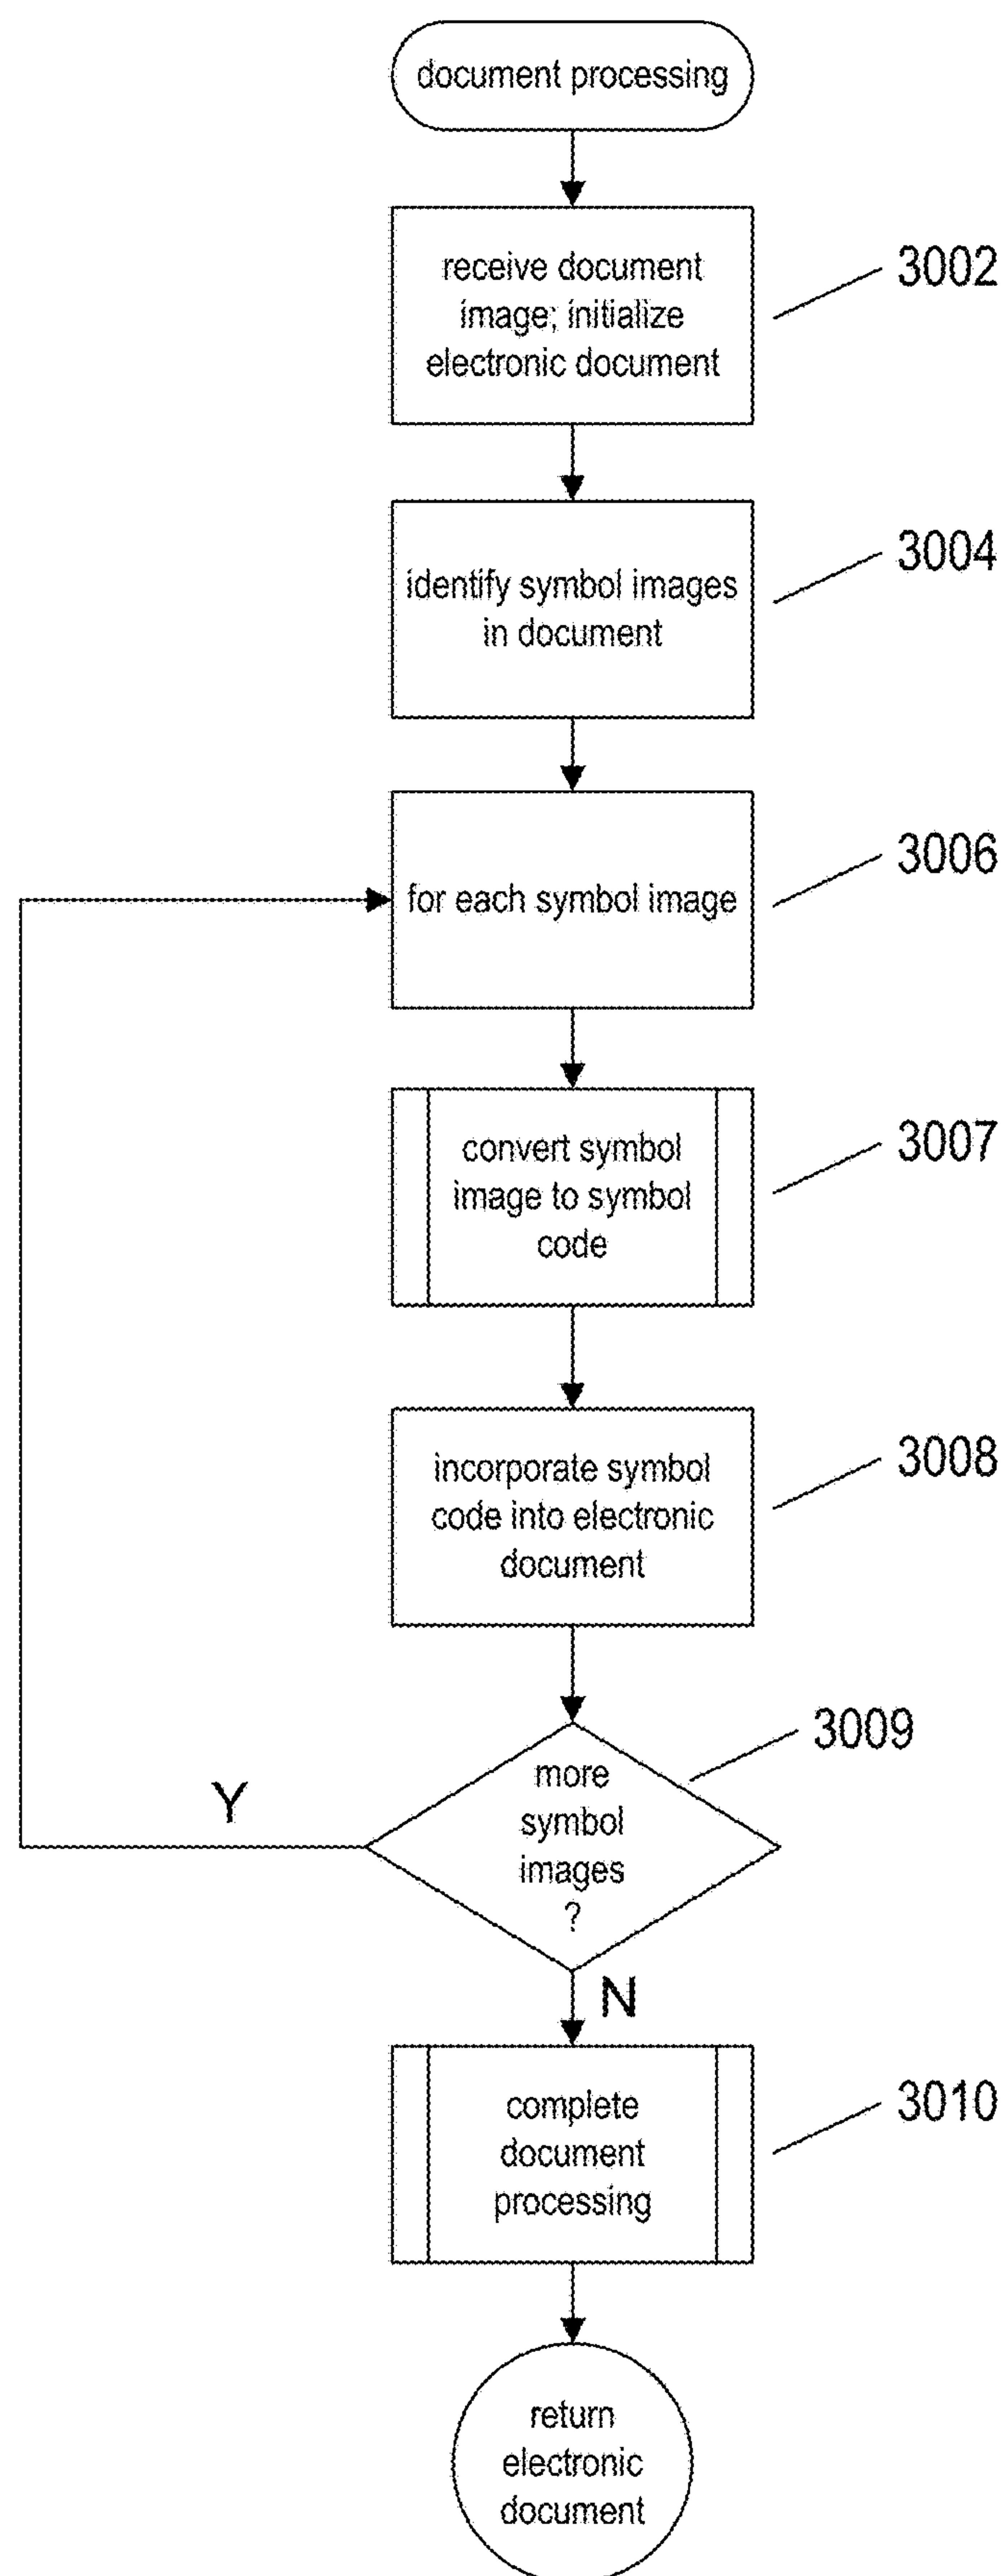 document processing
receive document
image; initialize
electronic document
3002
identify symbol images
in document
3004
for each symbol image
3006
convert symbol
image to symbol
code
3007
incorporate symbol
code into electronic
document
3008
more
symbol
images
?
3009
Y
N
complete
document
processing
3010
return
electronic
document